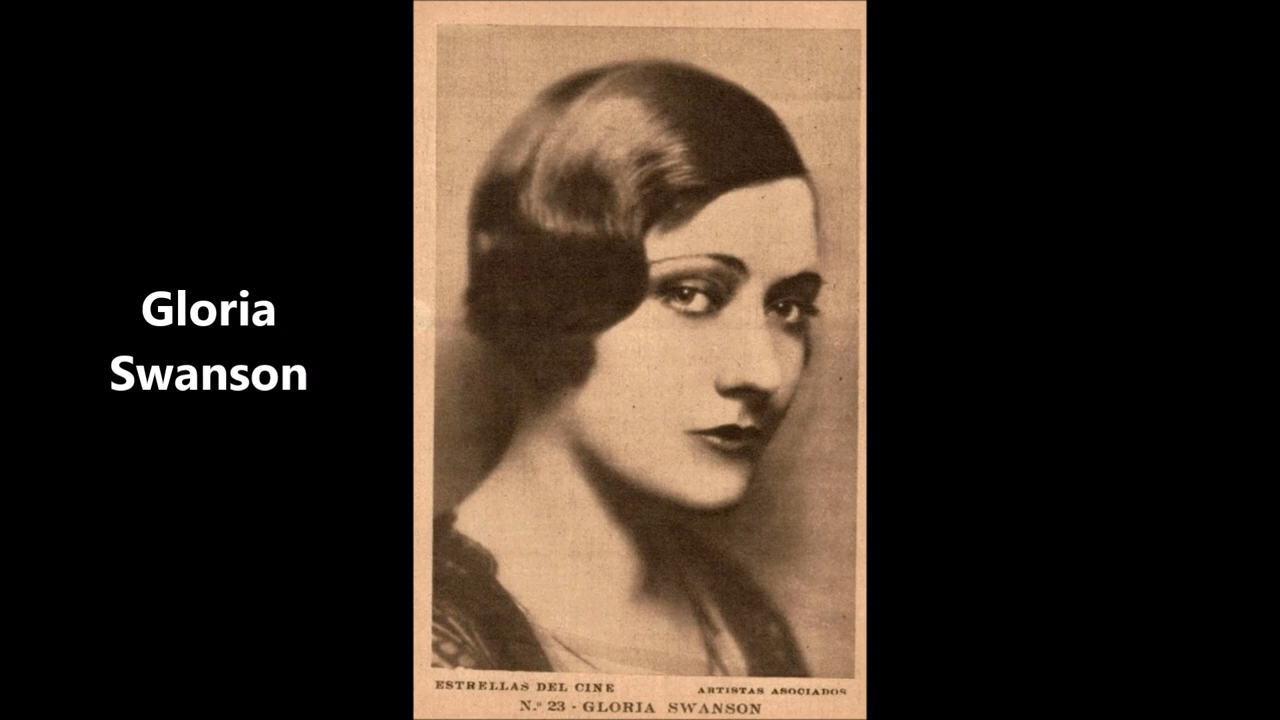 Gloria
Swanson
ESTRELLAS DEL CINE
ARTISTAS ASOCIADOS
N.º 23 - GLORIA SWANSON